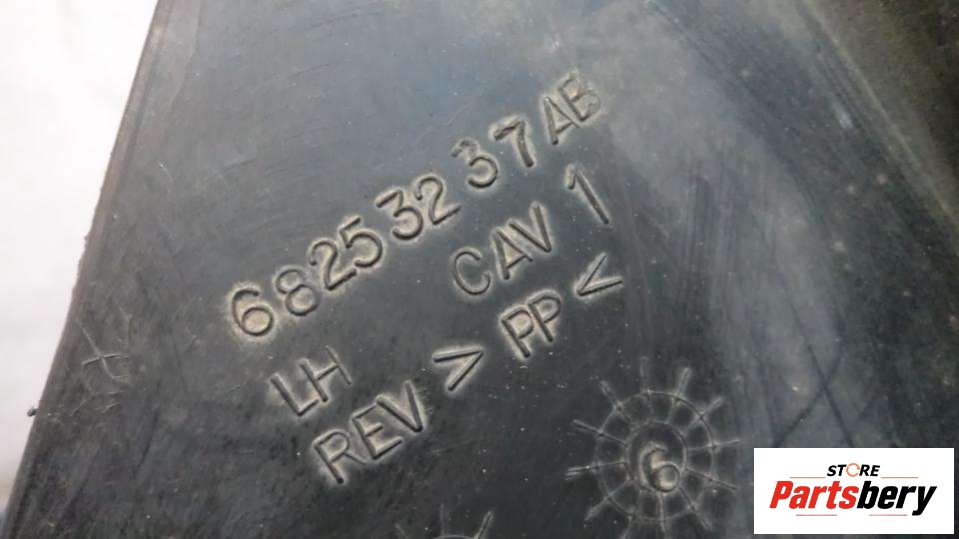 68253237AB
LH CAV 1
REV >PP<
6
STORE
Partsbery